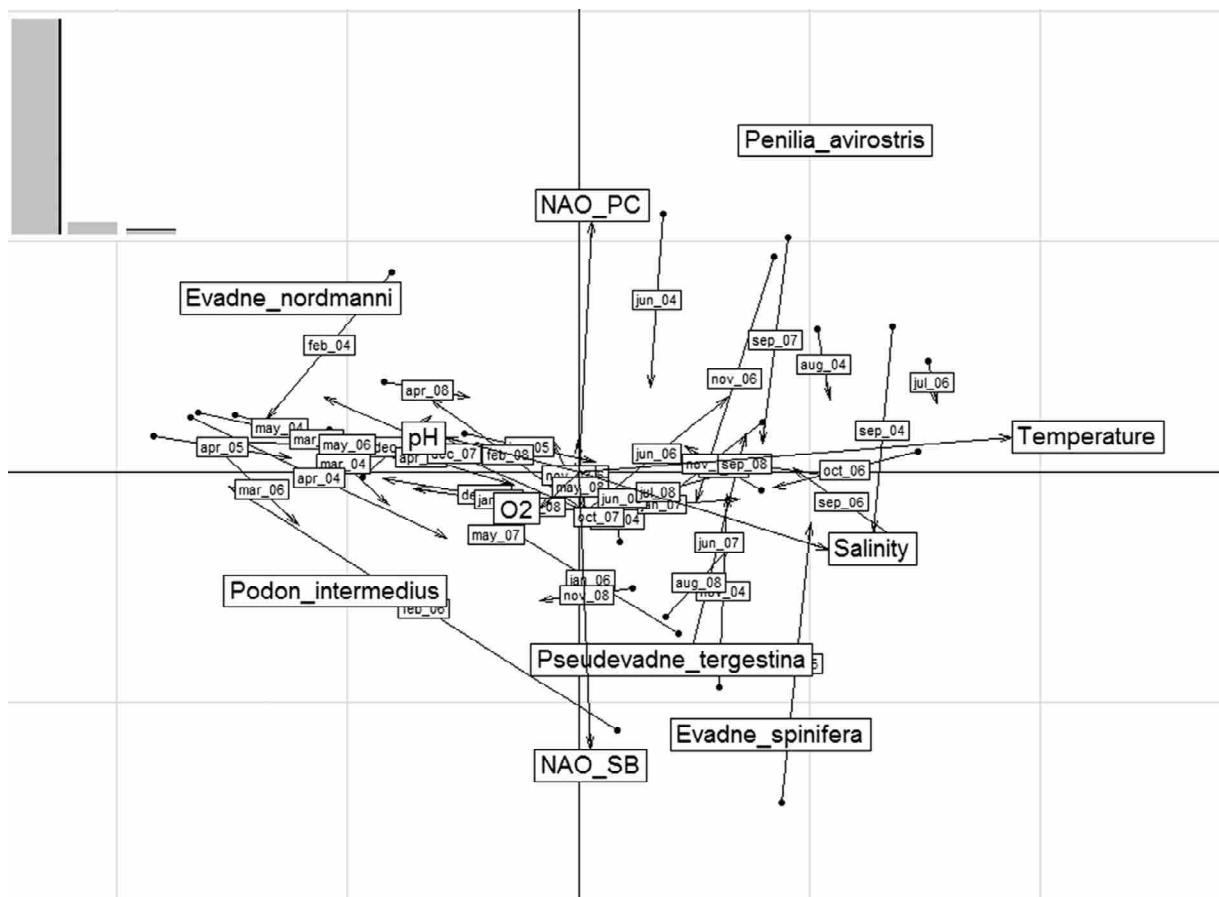 Penilia_avirostris
NAO_PC
Evadne_nordmanni
jun_04
feb_04
sep_07
aug_04
nov_06
jul_06
apr_08
may_04
pH
sep_04
Temperature
apr_05
may_06
dec_07
feb_08
jun_06
mar_04
sep_08
oct_06
apr_04
may_08
jul_08
mar_06
O2
sep_06
oct_07
may_07
jun_07
Salinity
jan_06
aug_08
Podon_intermedius
nov_08
nov_04
feb_06
Pseudevadne_tergestina
Evadne_spinifera
NAO_SB